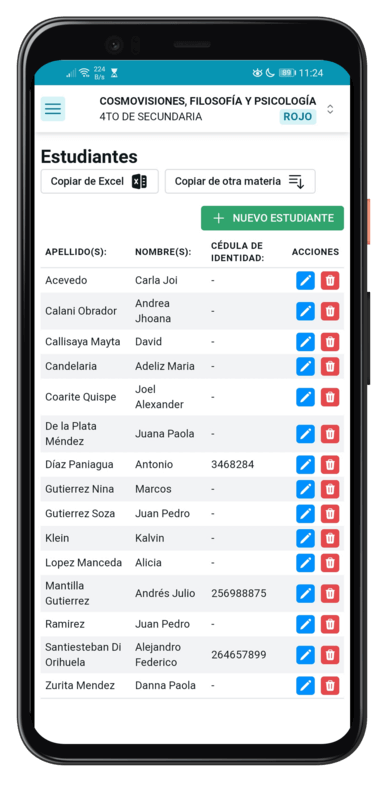 224
B/s
89
11:24
COSMOVISIONES, FILOSOFÍA Y PSICOLOGÍA
4TO DE SECUNDARIA ROJO
Estudiantes
Copiar de Excel Copiar de otra materia
+ NUEVO ESTUDIANTE
APELLIDO(S): NOMBRE(S): CÉDULA DE IDENTIDAD: ACCIONES
Acevedo Carla Joi -
Calani Obrador Andrea Jhoana -
Callisaya Mayta David -
Candelaria Adeliz Maria -
Coarite Quispe Joel Alexander -
De la Plata Méndez Juana Paola -
Díaz Paniagua Antonio 3468284
Gutierrez Nina Marcos -
Gutierrez Soza Juan Pedro -
Klein Kalvin -
Lopez Manceda Alicia -
Mantilla Gutierrez Andrés Julio 256988875
Ramirez Juan Pedro -
Santiesteban Di Orihuela Alejandro Federico 264657899
Zurita Mendez Danna Paola -